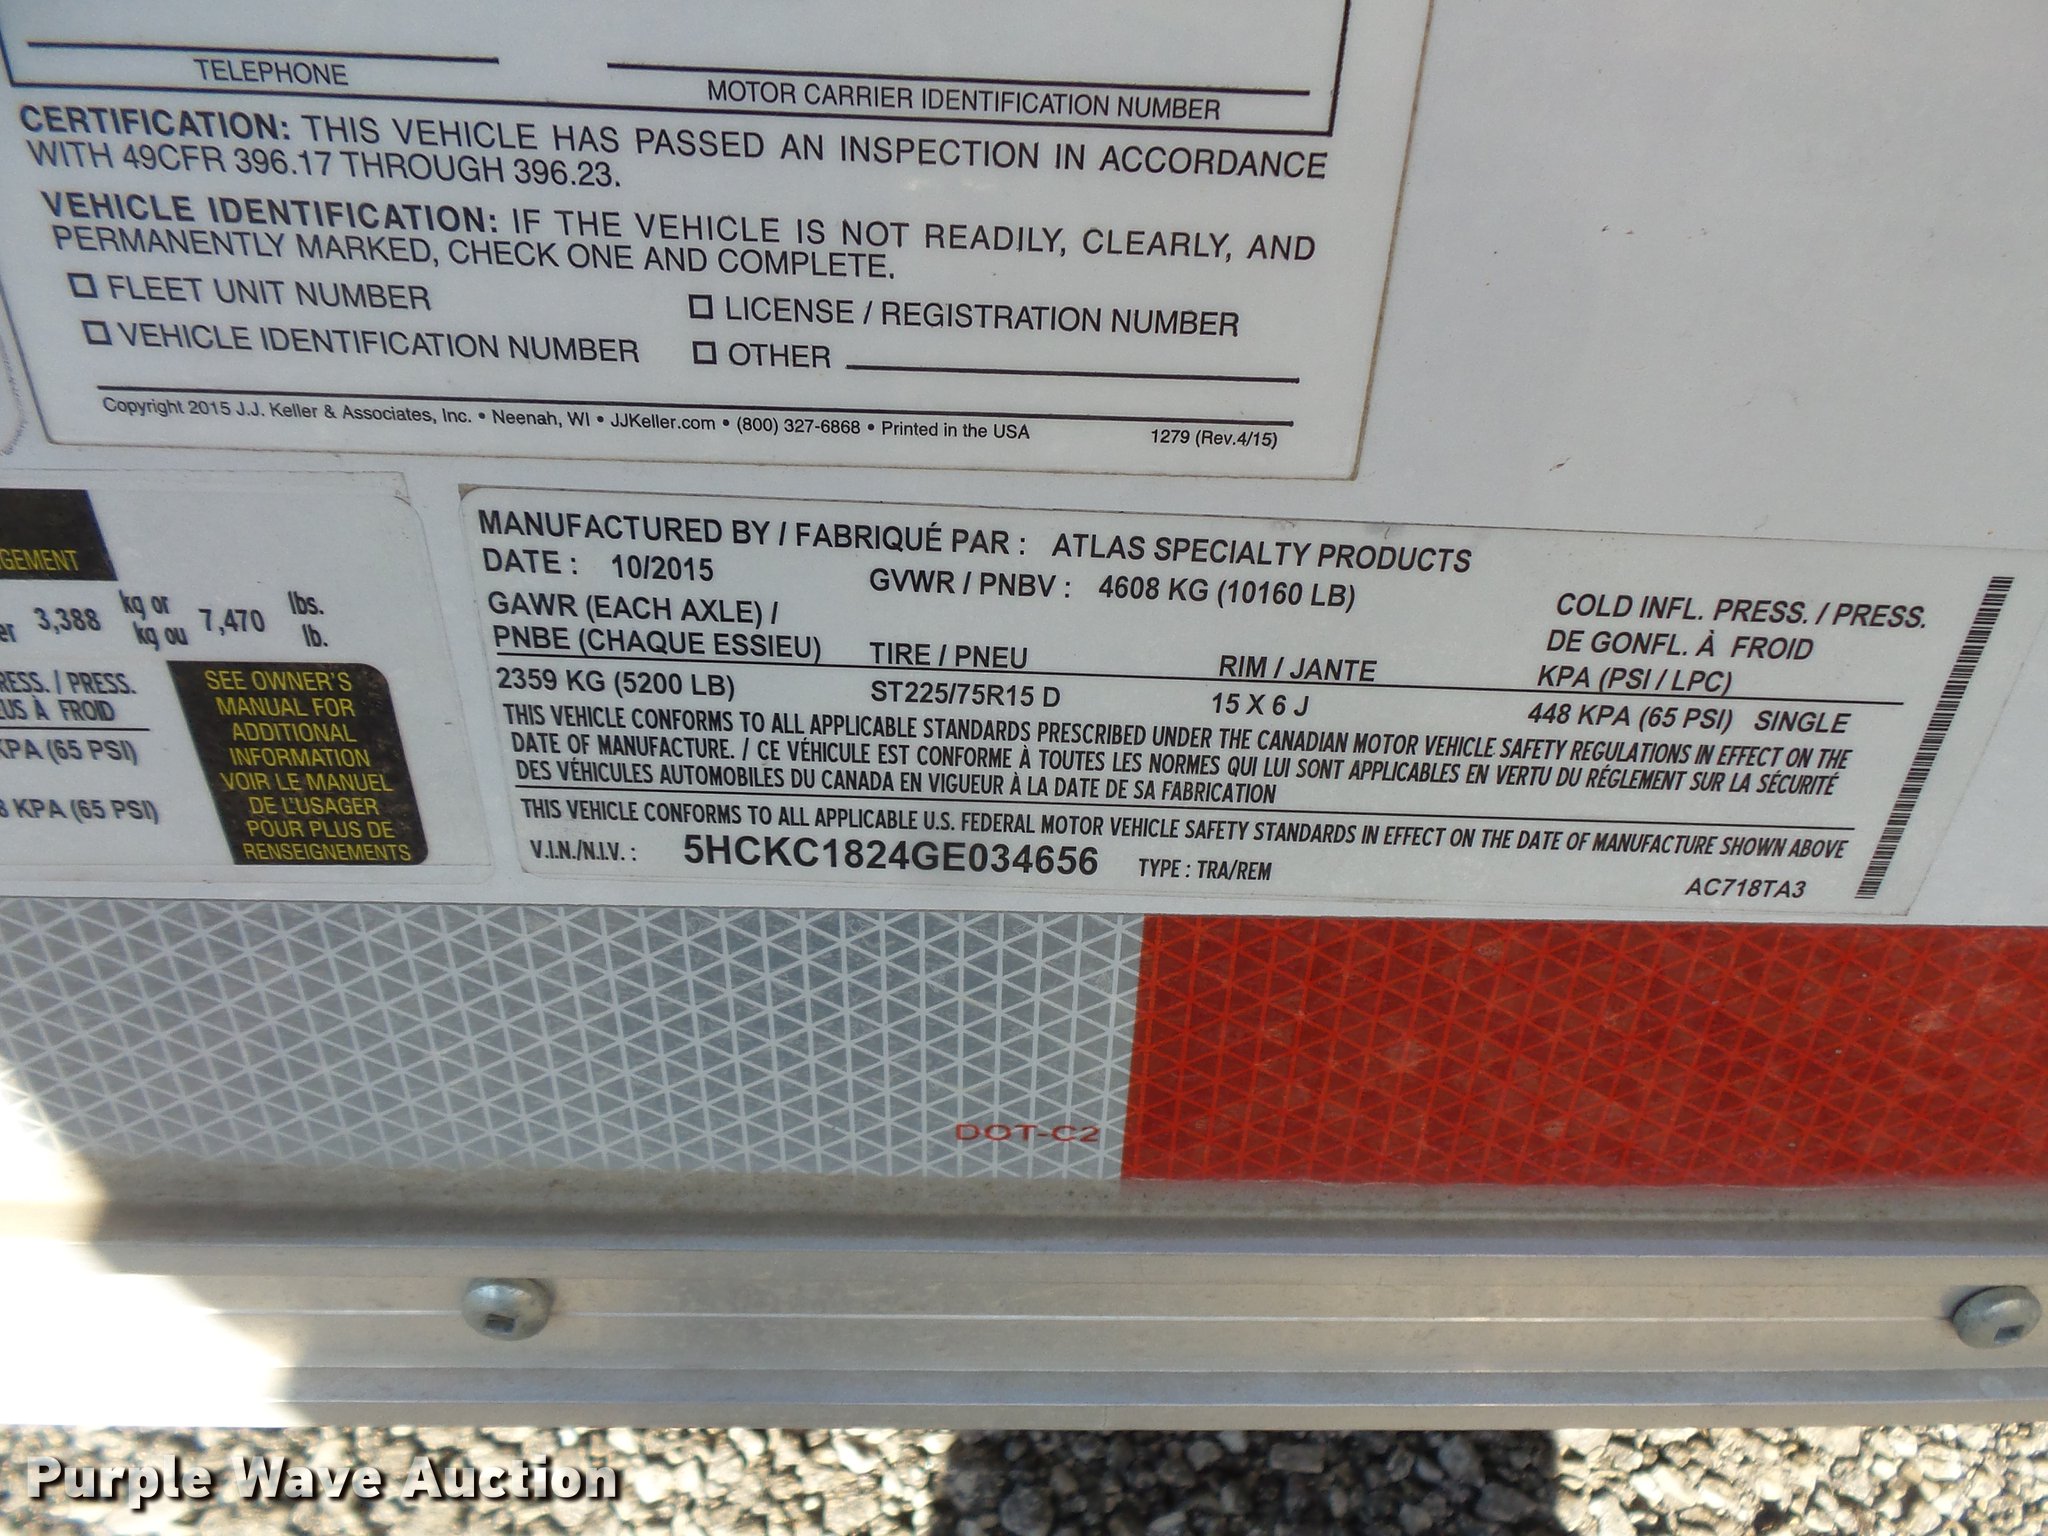 TELEPHONE
MOTOR CARRIER IDENTIFICATION NUMBER
CERTIFICATION: THIS VEHICLE HAS PASSED AN INSPECTION IN ACCORDANCE
WITH 49CFR 396.17 THROUGH 396.23.
VEHICLE IDENTIFICATION: IF THE VEHICLE IS NOT READILY, CLEARLY, AND
PERMANENTLY MARKED, CHECK ONE AND COMPLETE.
FLEET UNIT NUMBER
LICENSE / REGISTRATION NUMBER
VEHICLE IDENTIFICATION NUMBER
OTHER
Copyright 2015 J.J. Keller & Associates, Inc. • Neenah, WI • JJKeller.com • (800) 327-6868 • Printed in the USA
1279 (Rev.4/15)
GEMENT
er 3,388 kg or 7,470 lbs.
kg ou lb.
RESS. / PRESS.
US À FROID
KPA (65 PSI)
8 KPA (65 PSI)
SEE OWNER'S
MANUAL FOR
ADDITIONAL
INFORMATION
VOIR LE MANUEL
DE L'USAGER
POUR PLUS DE
RENSEIGNEMENTS
MANUFACTURED BY / FABRIQUÉ PAR : ATLAS SPECIALTY PRODUCTS
DATE : 10/2015
GVWR / PNBV : 4608 KG (10160 LB)
GAWR (EACH AXLE) /
PNBE (CHAQUE ESSIEU)
TIRE / PNEU
RIM / JANTE
COLD INFL. PRESS. / PRESS.
DE GONFL. À FROID
KPA (PSI / LPC)
2359 KG (5200 LB)
ST225/75R15 D
15 X 6 J
448 KPA (65 PSI) SINGLE
THIS VEHICLE CONFORMS TO ALL APPLICABLE STANDARDS PRESCRIBED UNDER THE CANADIAN MOTOR VEHICLE SAFETY REGULATIONS IN EFFECT ON THE
DATE OF MANUFACTURE. / CE VÉHICULE EST CONFORME À TOUTES LES NORMES QUI LUI SONT APPLICABLES EN VERTU DU RÉGLEMENT SUR LA SÉCURITÉ
DES VÉHICULES AUTOMOBILES DU CANADA EN VIGUEUR À LA DATE DE SA FABRICATION
THIS VEHICLE CONFORMS TO ALL APPLICABLE U.S. FEDERAL MOTOR VEHICLE SAFETY STANDARDS IN EFFECT ON THE DATE OF MANUFACTURE SHOWN ABOVE
V.I.N./N.I.V. : 5HCKC1824GE034656 TYPE : TRA/REM
AC718TA3
DOT-C2
Purple Wave Auction